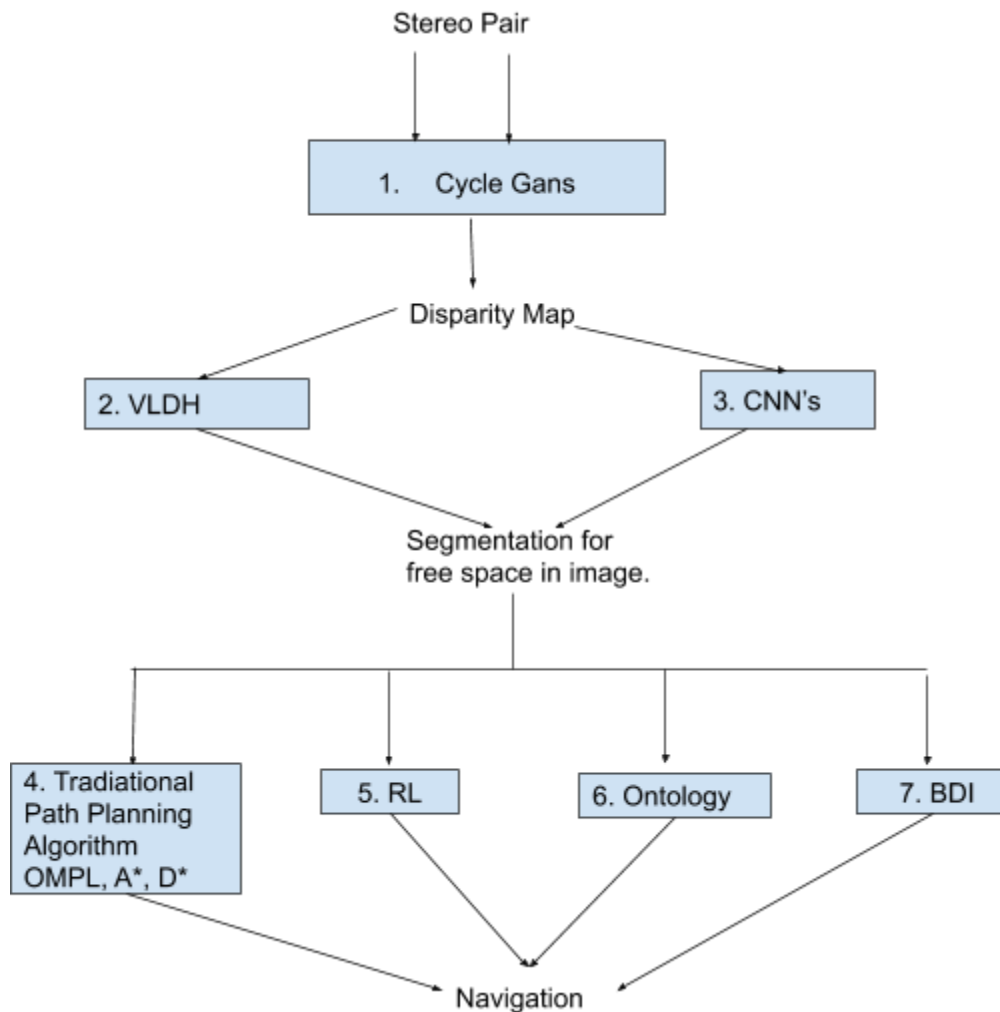 Stereo Pair
1. Cycle Gans
Disparity Map
2. VLDH
3. CNN's
Segmentation for
free space in image.
4. Tradiational
Path Planning
Algorithm
OMPL, A*, D*
5. RL
6. Ontology
7. BDI
Navigation